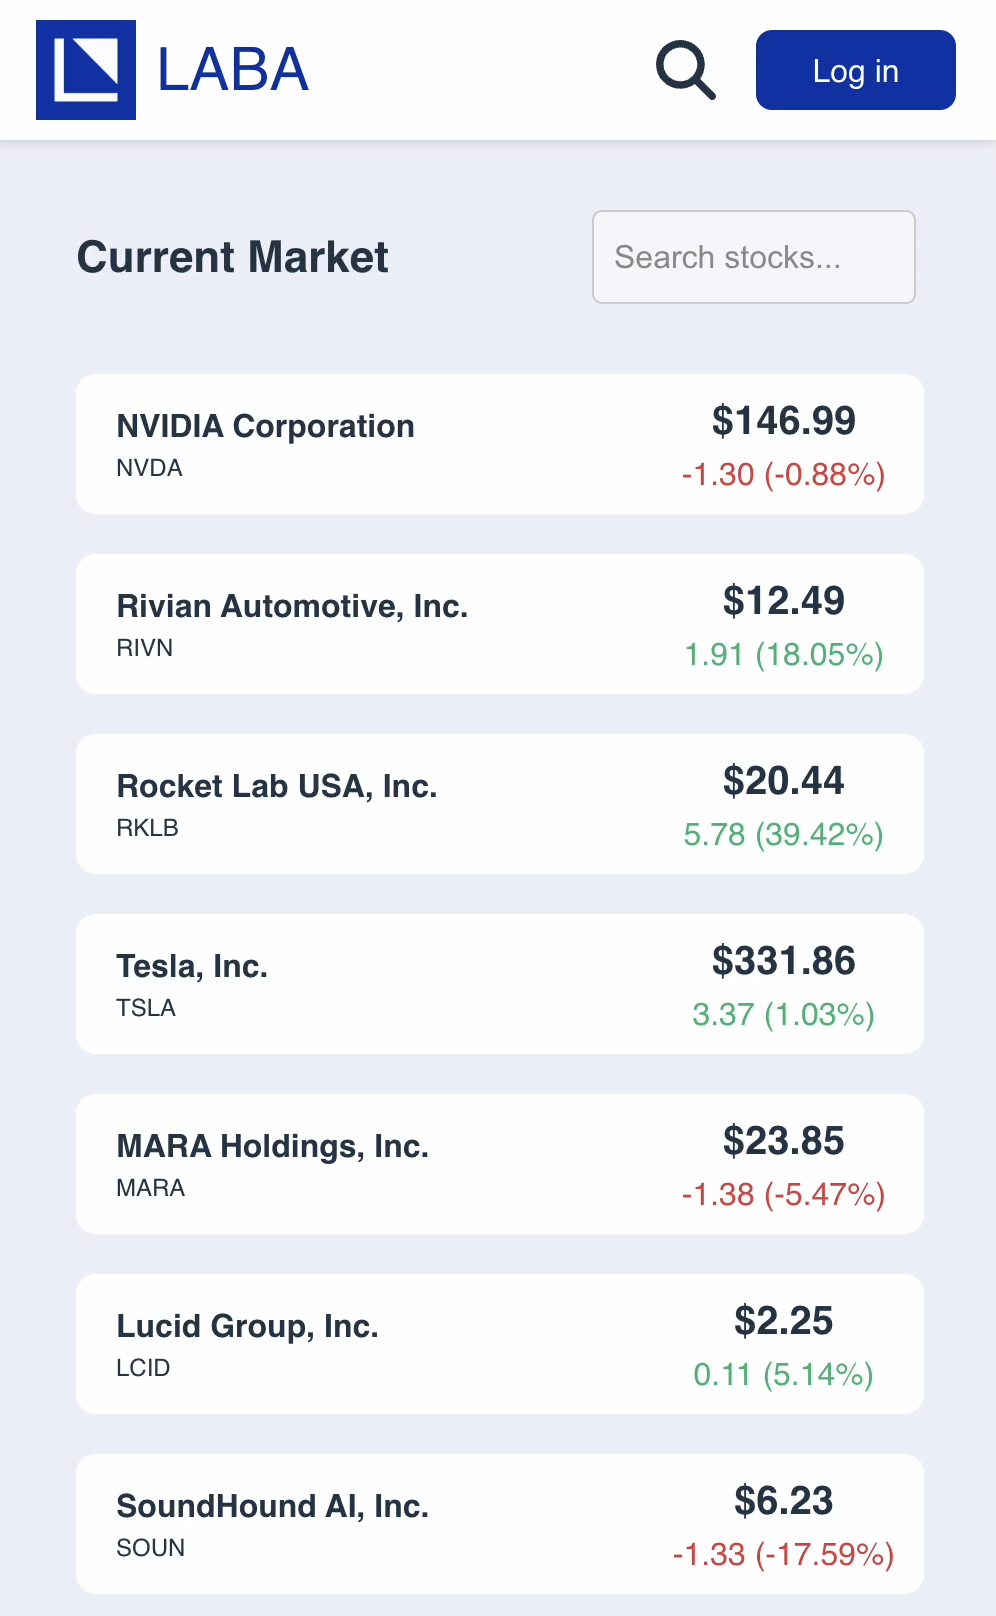 LABA
Log in
Current Market
Search stocks...
NVIDIA Corporation
$146.99
NVDA
-1.30 (-0.88%)
Rivian Automotive, Inc.
$12.49
RIVN
1.91 (18.05%)
Rocket Lab USA, Inc.
$20.44
RKLB
5.78 (39.42%)
Tesla, Inc.
$331.86
TSLA
3.37 (1.03%)
MARA Holdings, Inc.
$23.85
MARA
-1.38 (-5.47%)
Lucid Group, Inc.
$2.25
LCID
0.11 (5.14%)
SoundHound AI, Inc.
$6.23
SOUN
-1.33 (-17.59%)